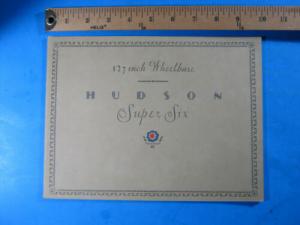 127 inch Wheelbase
HUDSON
Super Six